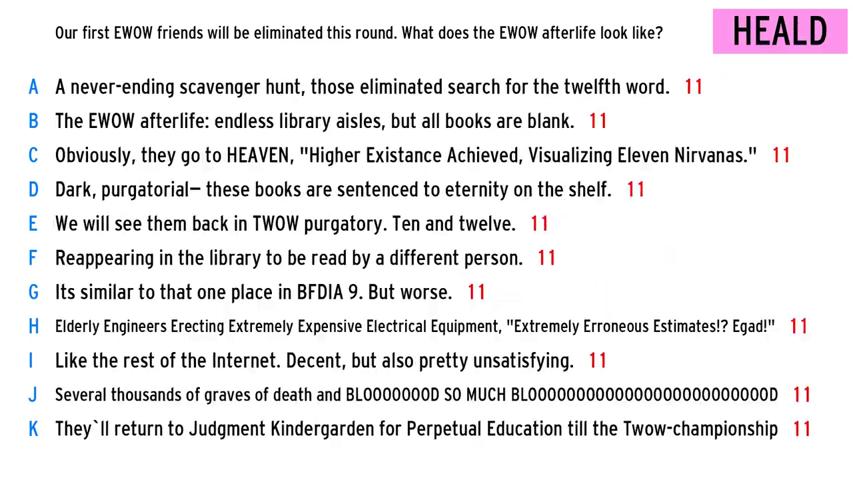 Our first EWOW friends will be eliminated this round. What does the EWOW afterlife look like?
HEALD
A A never-ending scavenger hunt, those eliminated search for the twelfth word. 11
B The EWOW afterlife: endless library aisles, but all books are blank. 11
C Obviously, they go to HEAVEN, "Higher Existance Achieved, Visualizing Eleven Nirvanas." 11
D Dark, purgatorial— these books are sentenced to eternity on the shelf. 11
E We will see them back in TWOW purgatory. Ten and twelve. 11
F Reappearing in the library to be read by a different person. 11
G Its similar to that one place in BFDIA 9. But worse. 11
H Elderly Engineers Erecting Extremely Expensive Electrical Equipment, "Extremely Erroneous Estimates!? Egad!" 11
I Like the rest of the Internet. Decent, but also pretty unsatisfying. 11
J Several thousands of graves of death and BLOOOOOOOD SO MUCH BLOOOOOOOOOOOOOOOOOOOOOOOOOD 11
K They`ll return to Judgment Kindergarden for Perpetual Education till the Twow-championship 11